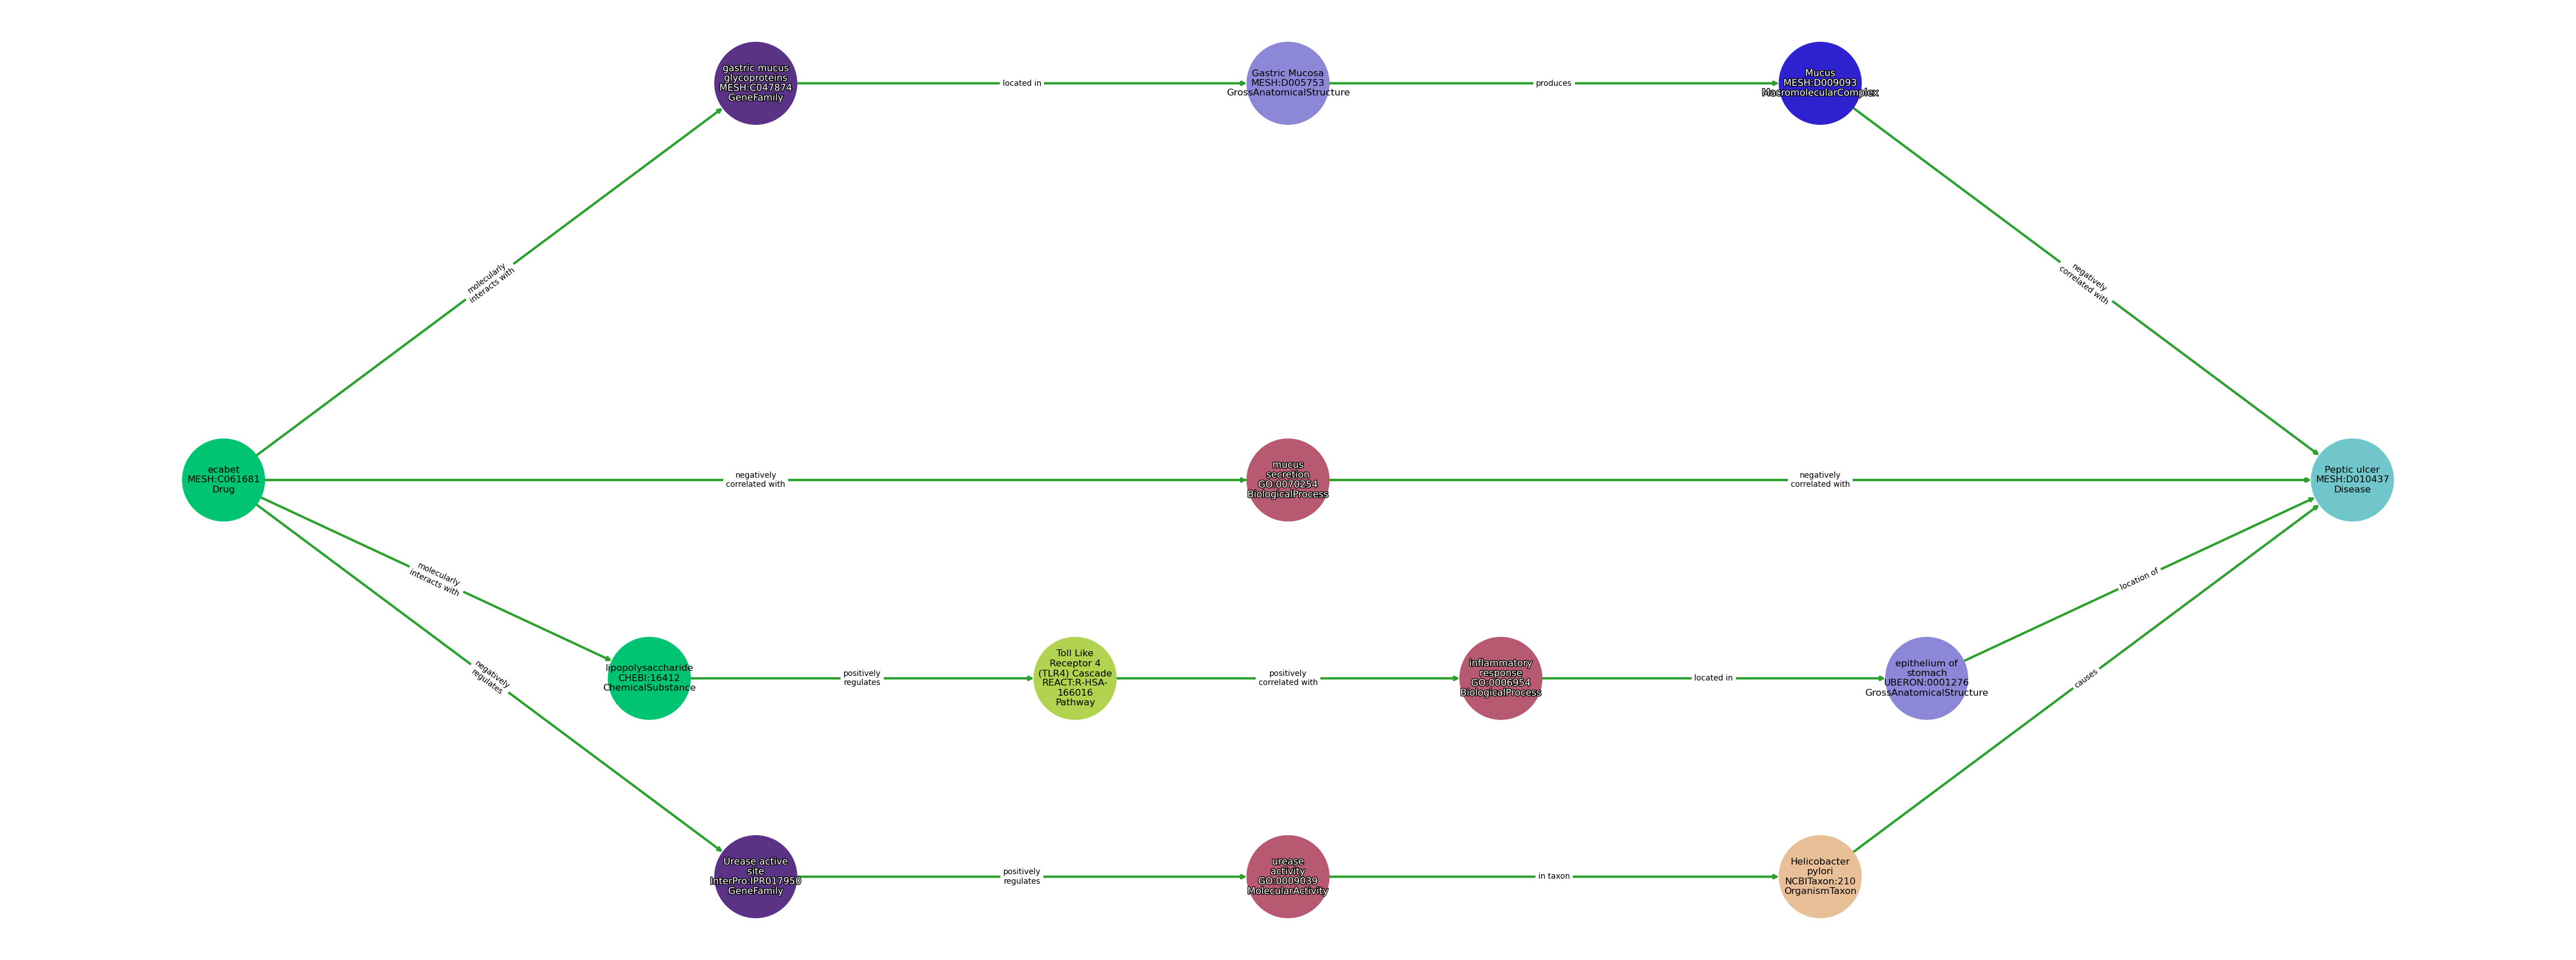 gastric mucus
glycoproteins
MESH:C047874
GeneFamily
located in
Gastric Mucosa
MESH:D005753
GrossAnatomicalStructure
produces
Mucus
MESH:D009093
MacromolecularComplex
molecularly
interacts with
negatively
correlated with
ecabet
MESH:C061681
Drug
negatively
correlated with
mucus
secretion
GO:0070254
BiologicalProcess
negatively
correlated with
Peptic ulcer
MESH:D010437
Disease
molecularly
interacts with
location of
negatively
regulates
causes
lipopolysaccharide
CHEBI:16412
ChemicalSubstance
positively
regulates
Toll Like
Receptor 4
(TLR4) Cascade
REACT:R-HSA-
166016
Pathway
positively
correlated with
inflammatory
response
GO:0006954
BiologicalProcess
located in
epithelium of
stomach
UBERON:0001276
GrossAnatomicalStructure
Urease active
site
InterPro:IPR017950
GeneFamily
positively
regulates
urease
activity
GO:0009039
MolecularActivity
in taxon
Helicobacter
pylori
NCBITaxon:210
OrganismTaxon